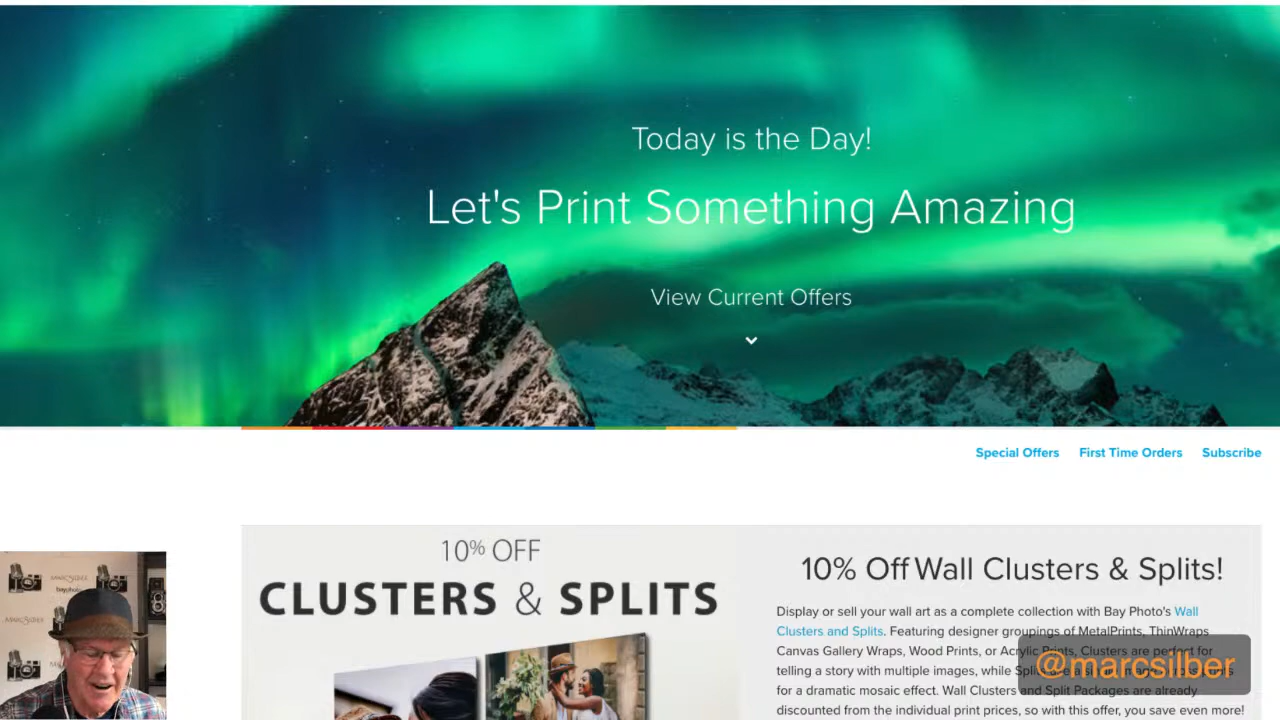 Today is the Day!
Let's Print Something Amazing
View Current Offers
Special Offers First Time Orders Subscribe
10% OFF
CLUSTERS & SPLITS
10% Off Wall Clusters & Splits!
Display or sell your wall art as a complete collection with Bay Photo's Wall
Clusters and Splits. Featuring designer groupings of MetalPrints, ThinWraps
Canvas Gallery Wraps, Wood Prints, or Acrylic Prints, Clusters are perfect for
telling a story with multiple images, while
for a dramatic mosaic effect. Wall Clusters and Split Packages are already
discounted from the individual print prices, so with this offer, you save even more!
@marcsilber
MARC SILBER